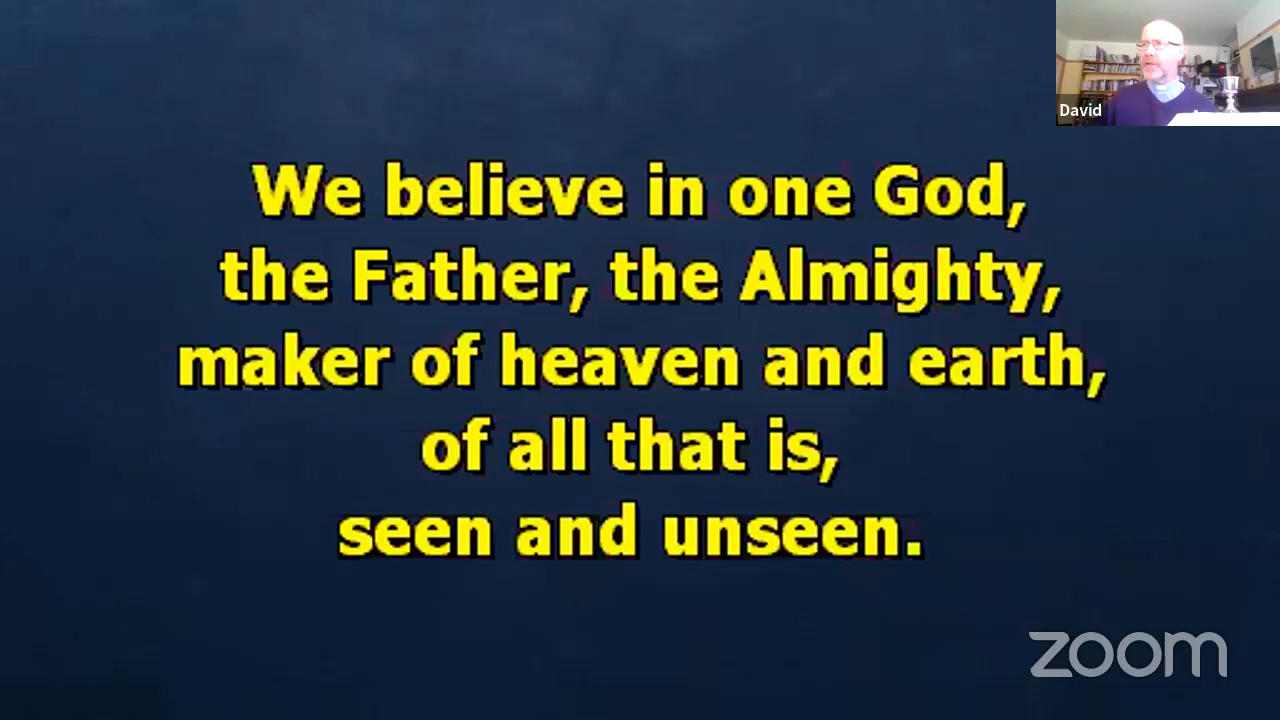 David
We believe in one God,
the Father, the Almighty,
maker of heaven and earth,
of all that is,
seen and unseen.
zoom